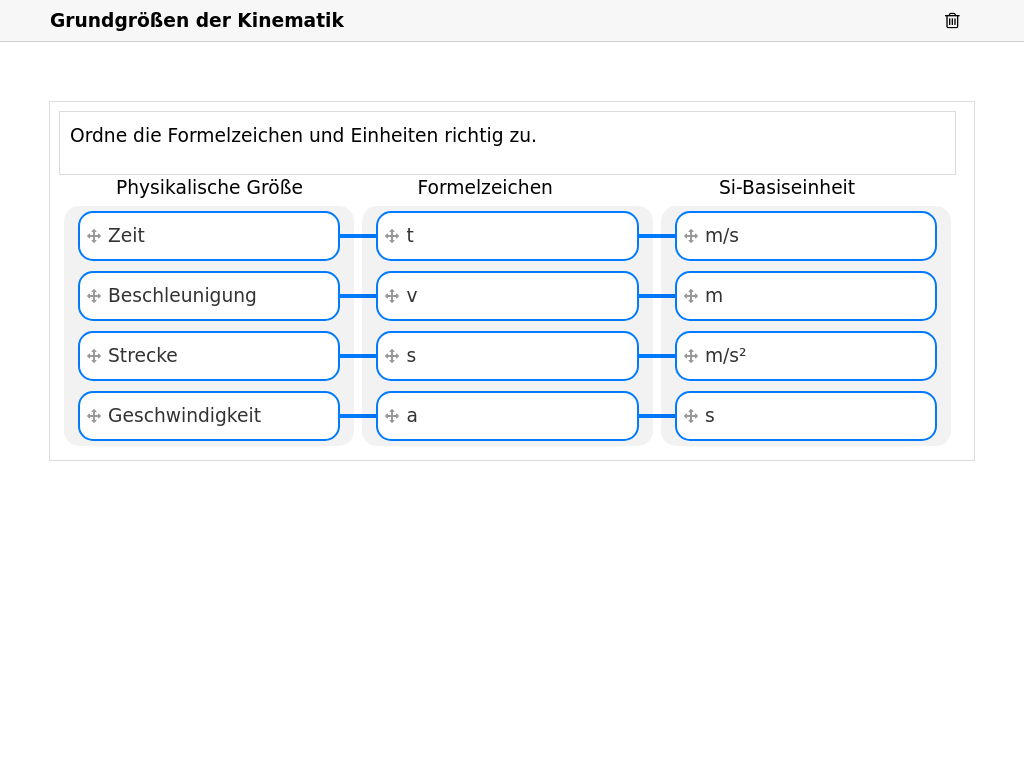 Grundgrößen der Kinematik
Ordne die Formelzeichen und Einheiten richtig zu.
Physikalische Größe Formelzeichen Si-Basiseinheit
Zeit t m/s
Beschleunigung v m
Strecke s m/s²
Geschwindigkeit a s